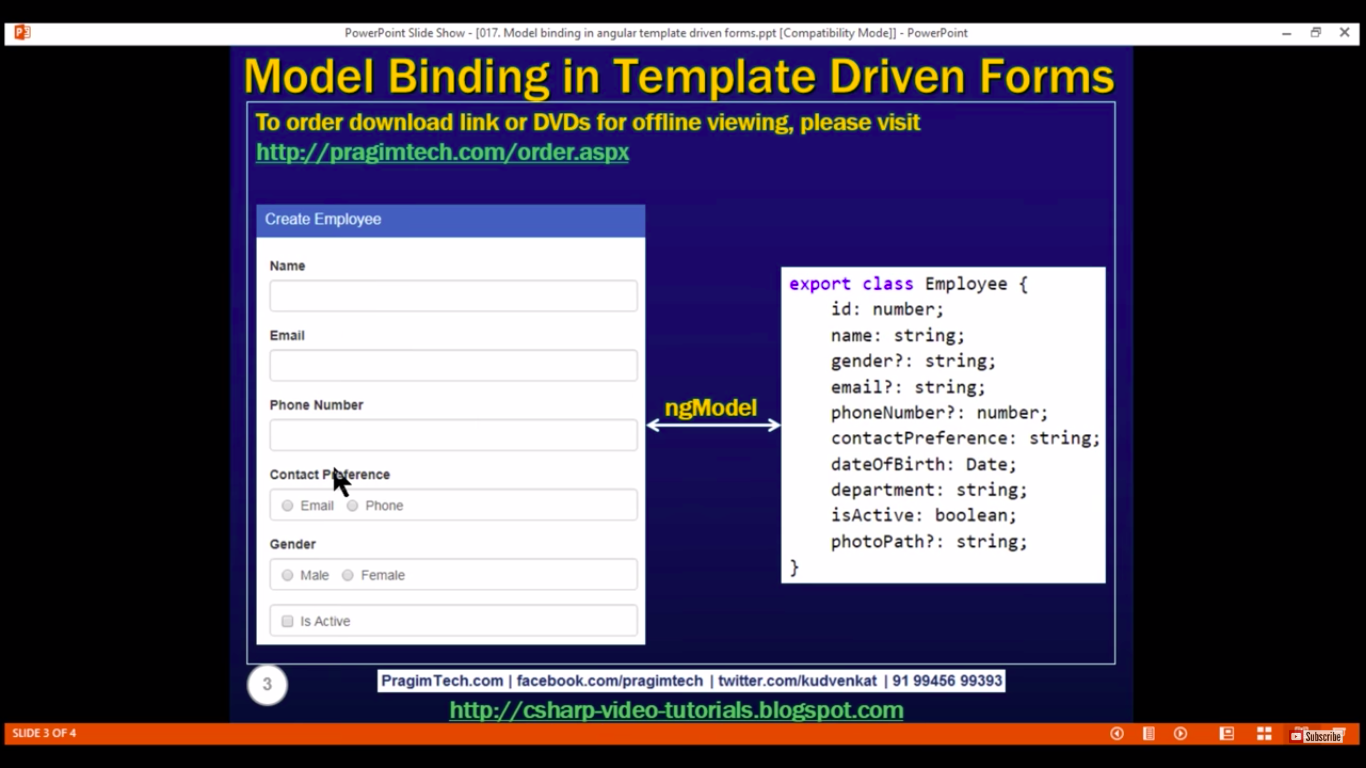 PowerPoint Slide Show - [017. Model binding in angular template driven forms.ppt [Compatibility Mode]] - PowerPoint
Model Binding in Template Driven Forms
To order download link or DVDs for offline viewing, please visit
http://pragimtech.com/order.aspx
Create Employee
Name
Email
Phone Number
Contact Preference
Email Phone
Gender
Male Female
Is Active
ngModel
export class Employee {
id: number;
name: string;
gender?: string;
email?: string;
phoneNumber?: number;
contactPreference: string;
dateOfBirth: Date;
department: string;
isActive: boolean;
photoPath?: string;
}
3
PragimTech.com | facebook.com/pragimtech | twitter.com/kudvenkat | 91 99456 99393
http://csharp-video-tutorials.blogspot.com
SLIDE 3 OF 4
Subscribe